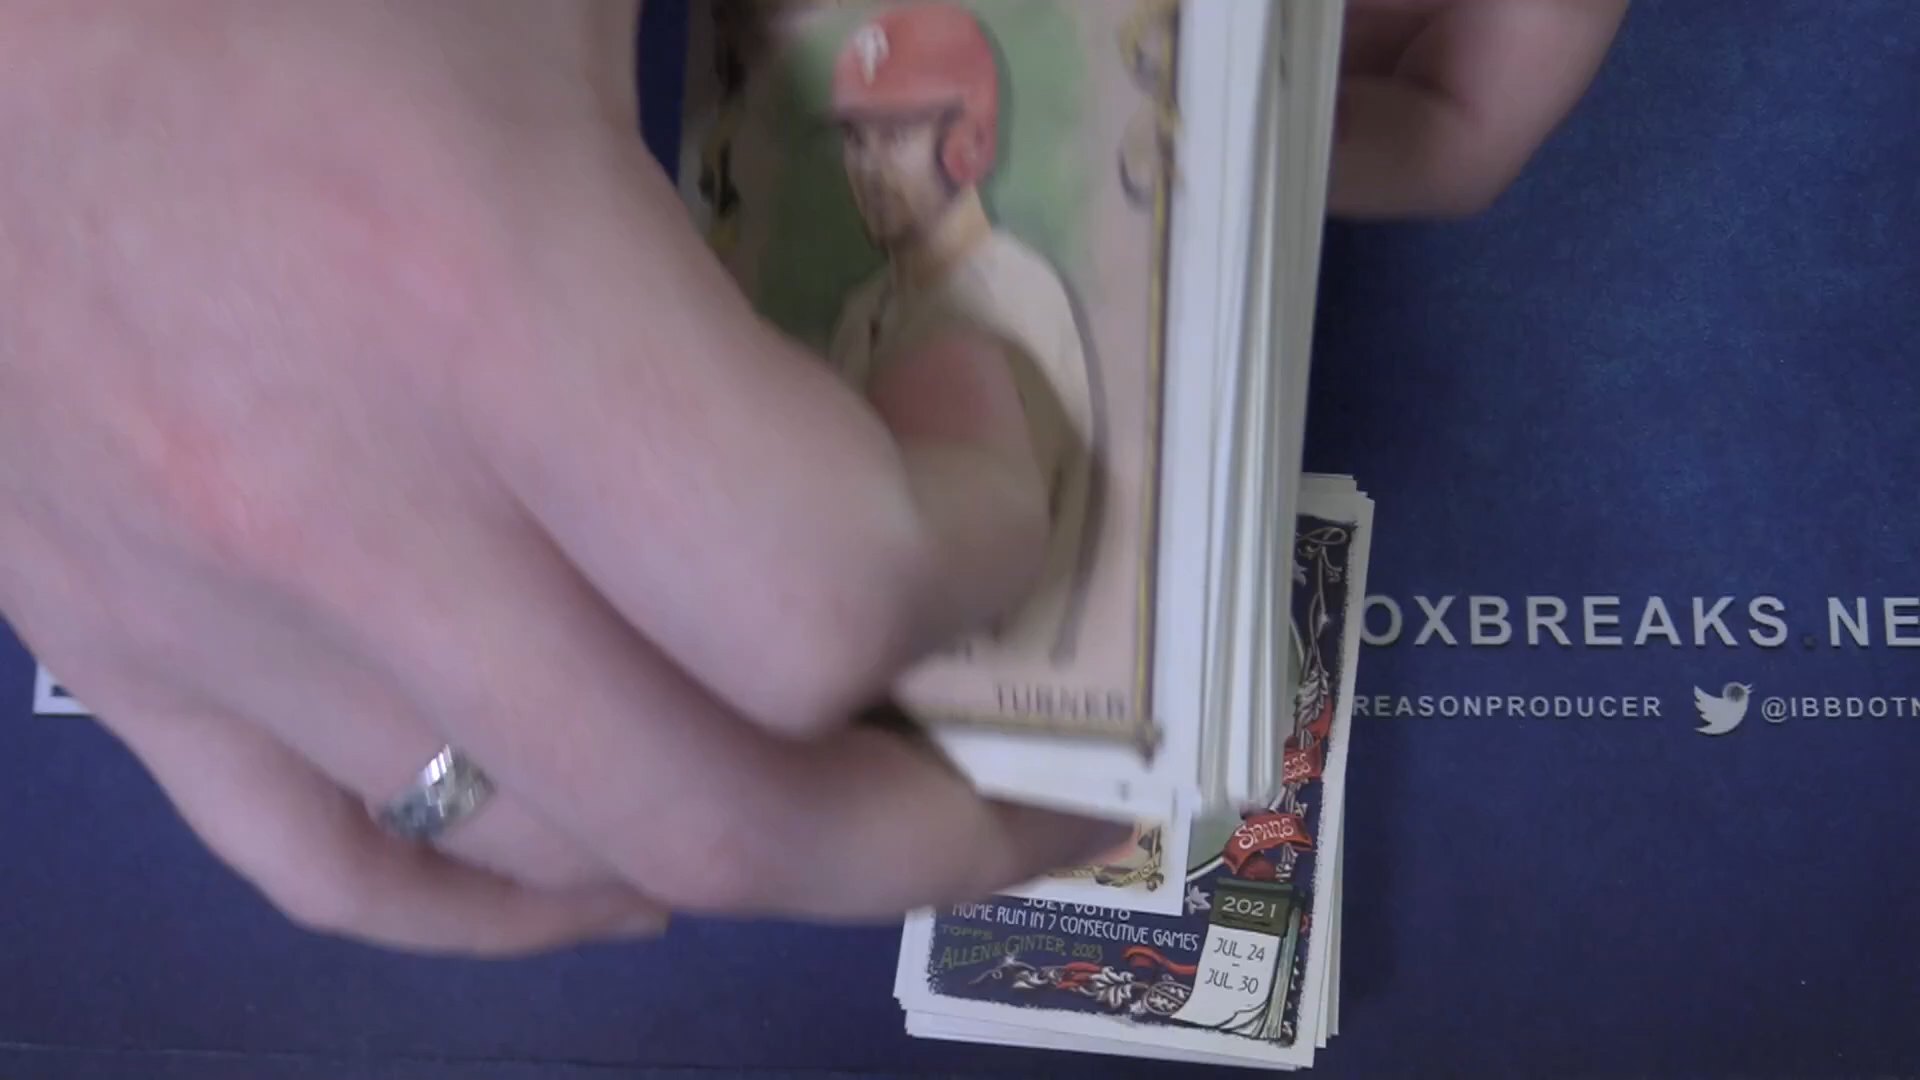 P
TURNER
OXBREAKS.NE
REASONPRODUCER @IBBDOTN
SPANS
2021
JOEY VOTTO
HOME RUN IN 7 CONSECUTIVE GAMES
JUL 24
-
JUL 30
TOPPS
ALLEN & GINTER 2023